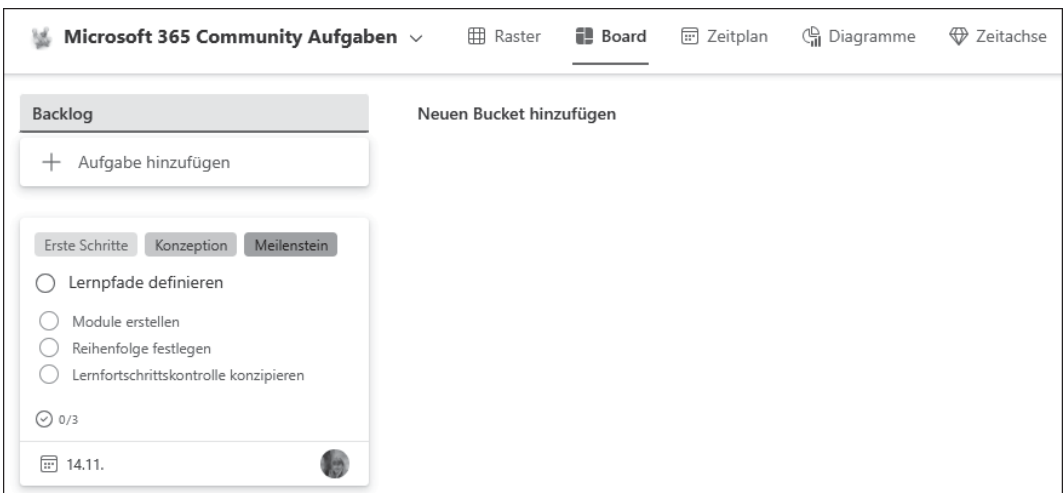 Microsoft 365 Community Aufgaben Raster Board Zeitplan Diagramme Zeitachse
Backlog Neuen Bucket hinzufügen
Aufgabe hinzufügen
Erste Schritte Konzeption Meilenstein
Lernpfade definieren
Module erstellen
Reihenfolge festlegen
Lernfortschrittskontrolle konzipieren
0/3
14.11.